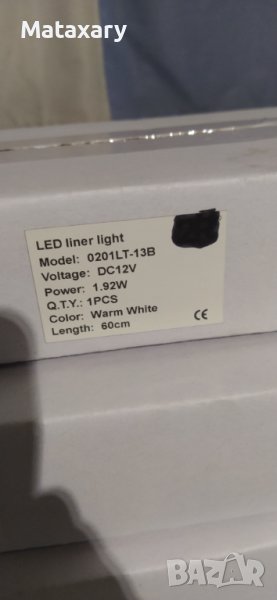 Mataxary
LED liner light
Model: 0201LT-13B
Voltage: DC12V
Power: 1.92W
Q.T.Y.: 1PCS
Color: Warm White
Length: 60cm
CE
BAZAR